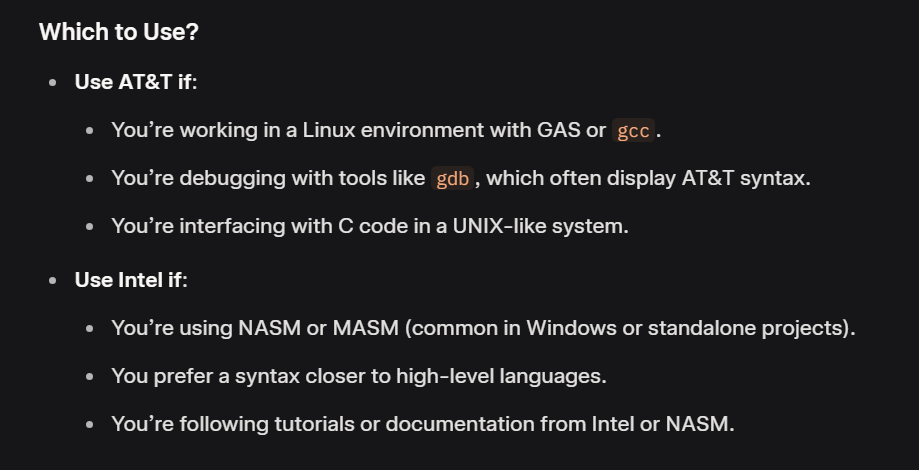 Which to Use?
Use AT&T if:
You’re working in a Linux environment with GAS or gcc.
You’re debugging with tools like gdb, which often display AT&T syntax.
You’re interfacing with C code in a UNIX-like system.
Use Intel if:
You’re using NASM or MASM (common in Windows or standalone projects).
You prefer a syntax closer to high-level languages.
You’re following tutorials or documentation from Intel or NASM.